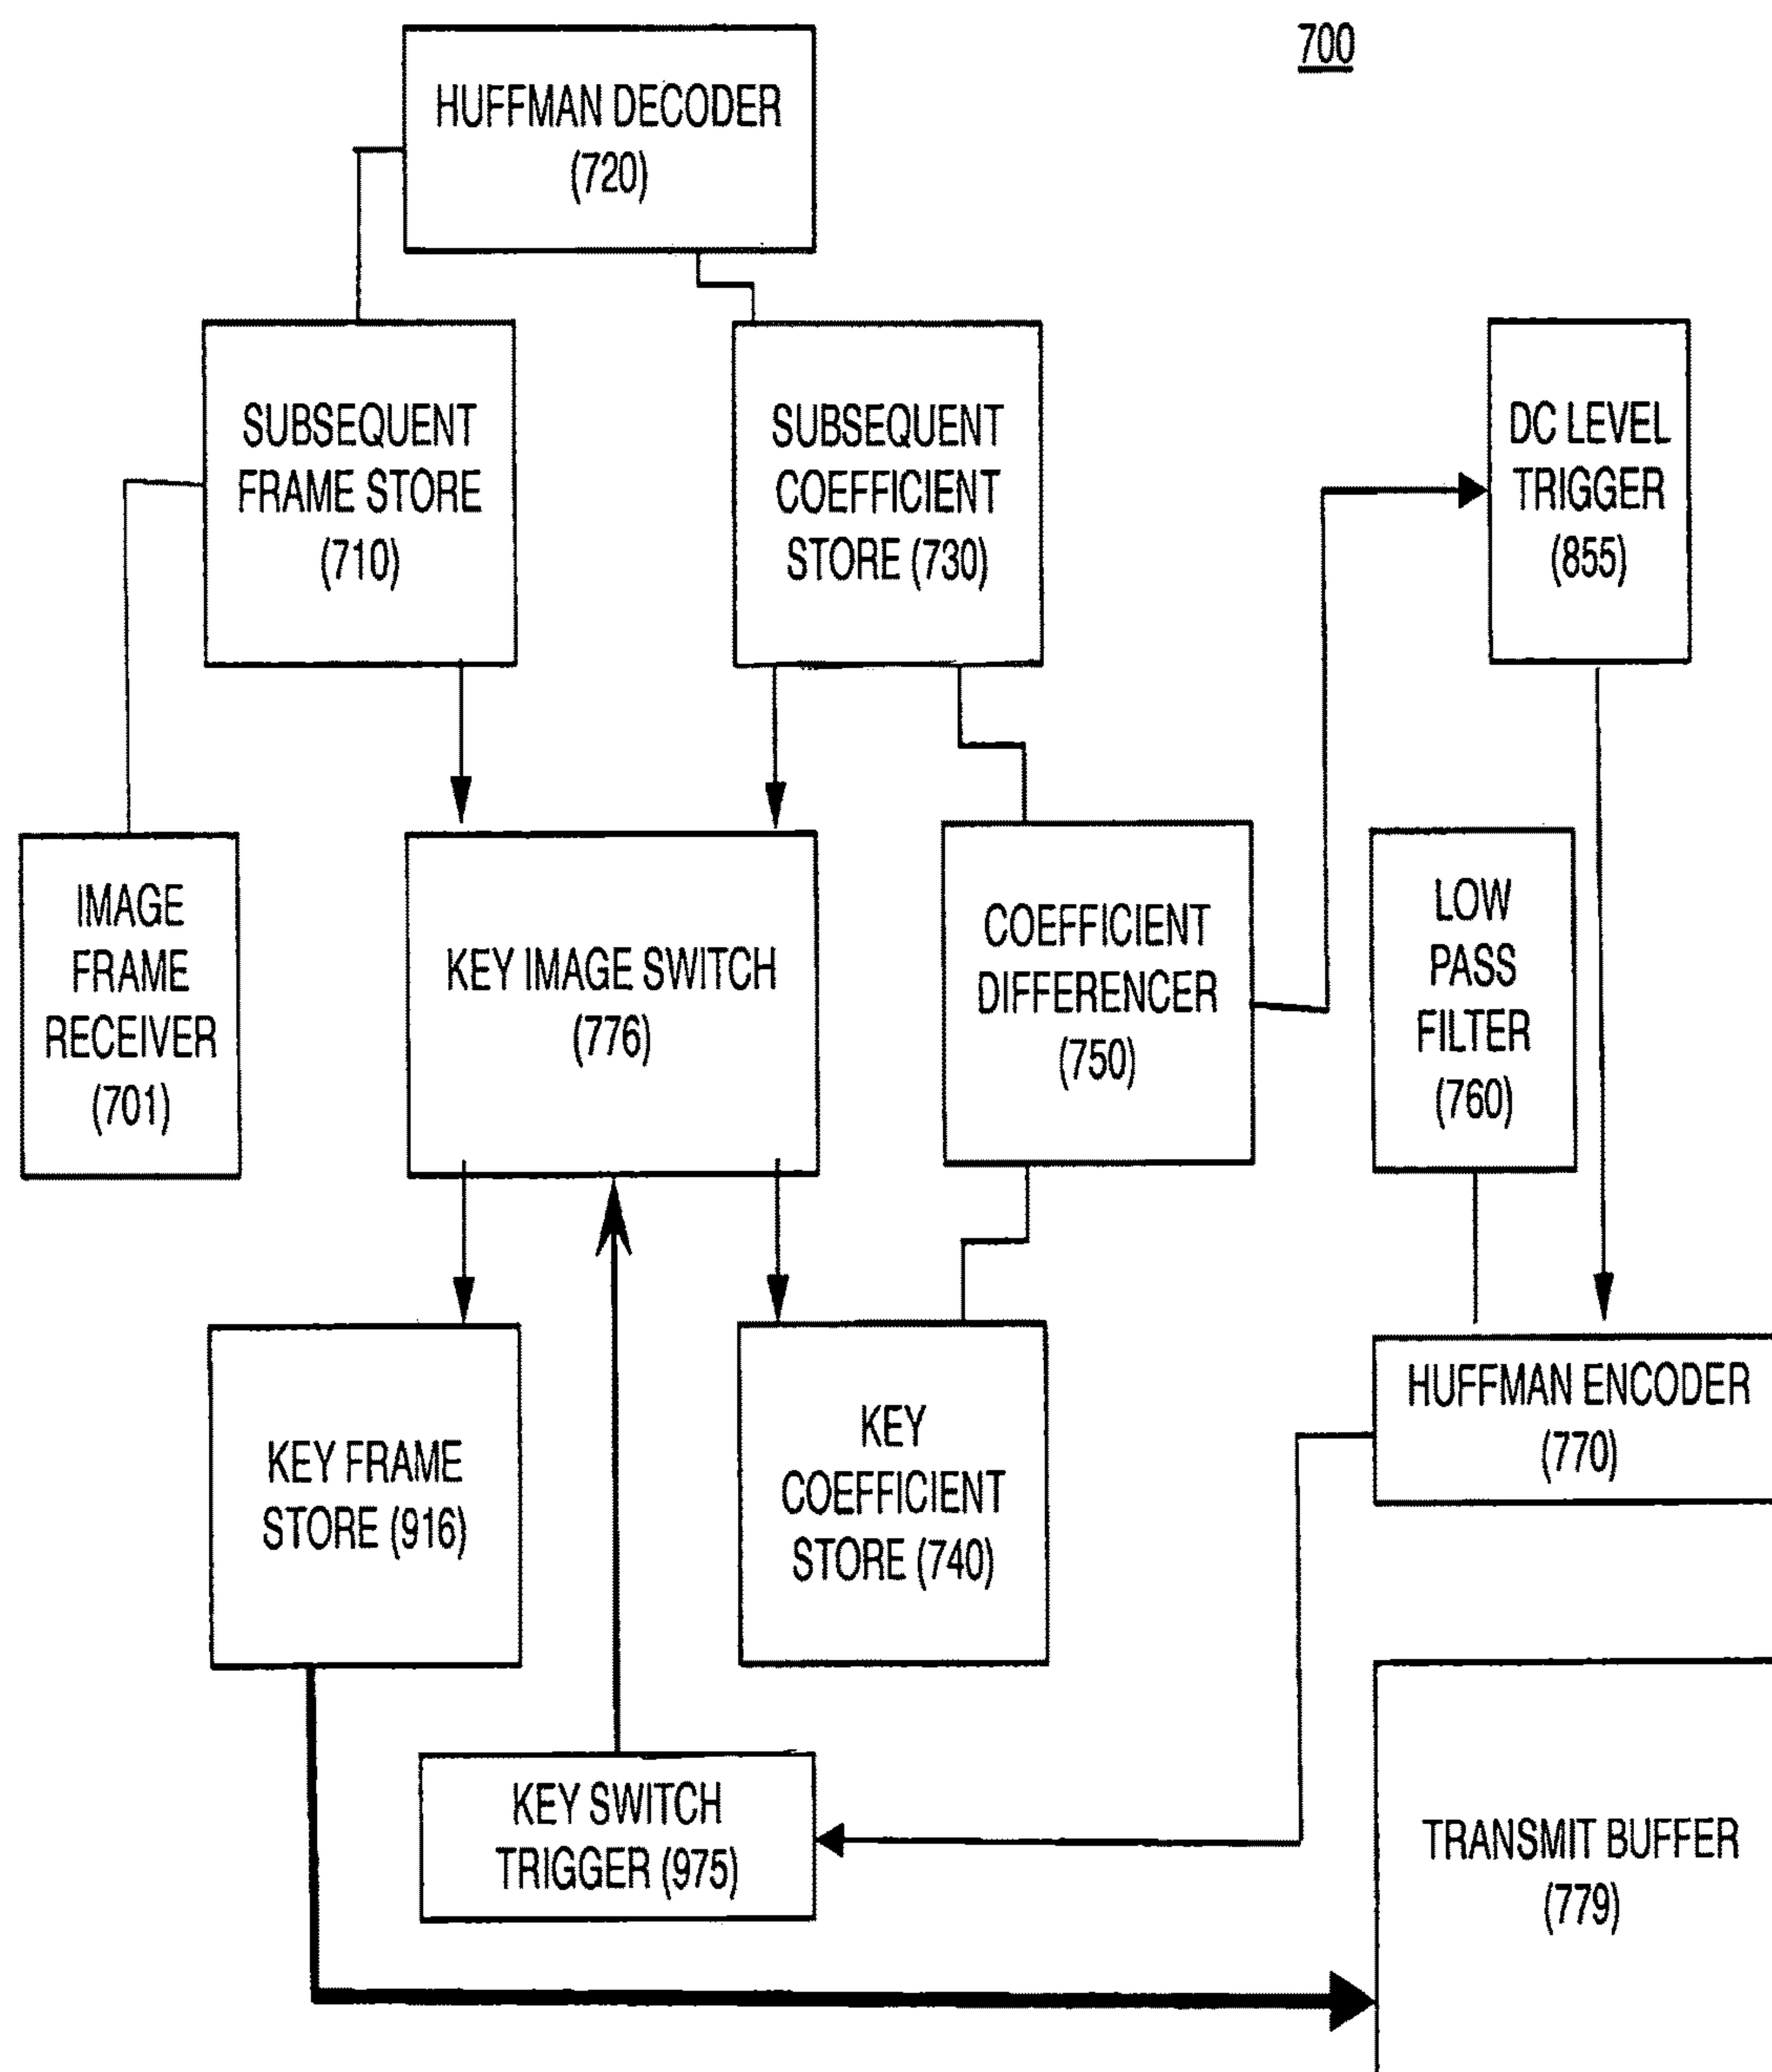 700
HUFFMAN DECODER
(720)
SUBSEQUENT
FRAME STORE
(710)
SUBSEQUENT
COEFFICIENT
STORE (730)
DC LEVEL
TRIGGER
(855)
IMAGE
FRAME
RECEIVER
(701)
KEY IMAGE SWITCH
(776)
COEFFICIENT
DIFFERENCER
(750)
LOW
PASS
FILTER
(760)
HUFFMAN ENCODER
(770)
KEY FRAME
STORE (916)
KEY
COEFFICIENT
STORE (740)
KEY SWITCH
TRIGGER (975)
TRANSMIT BUFFER
(779)